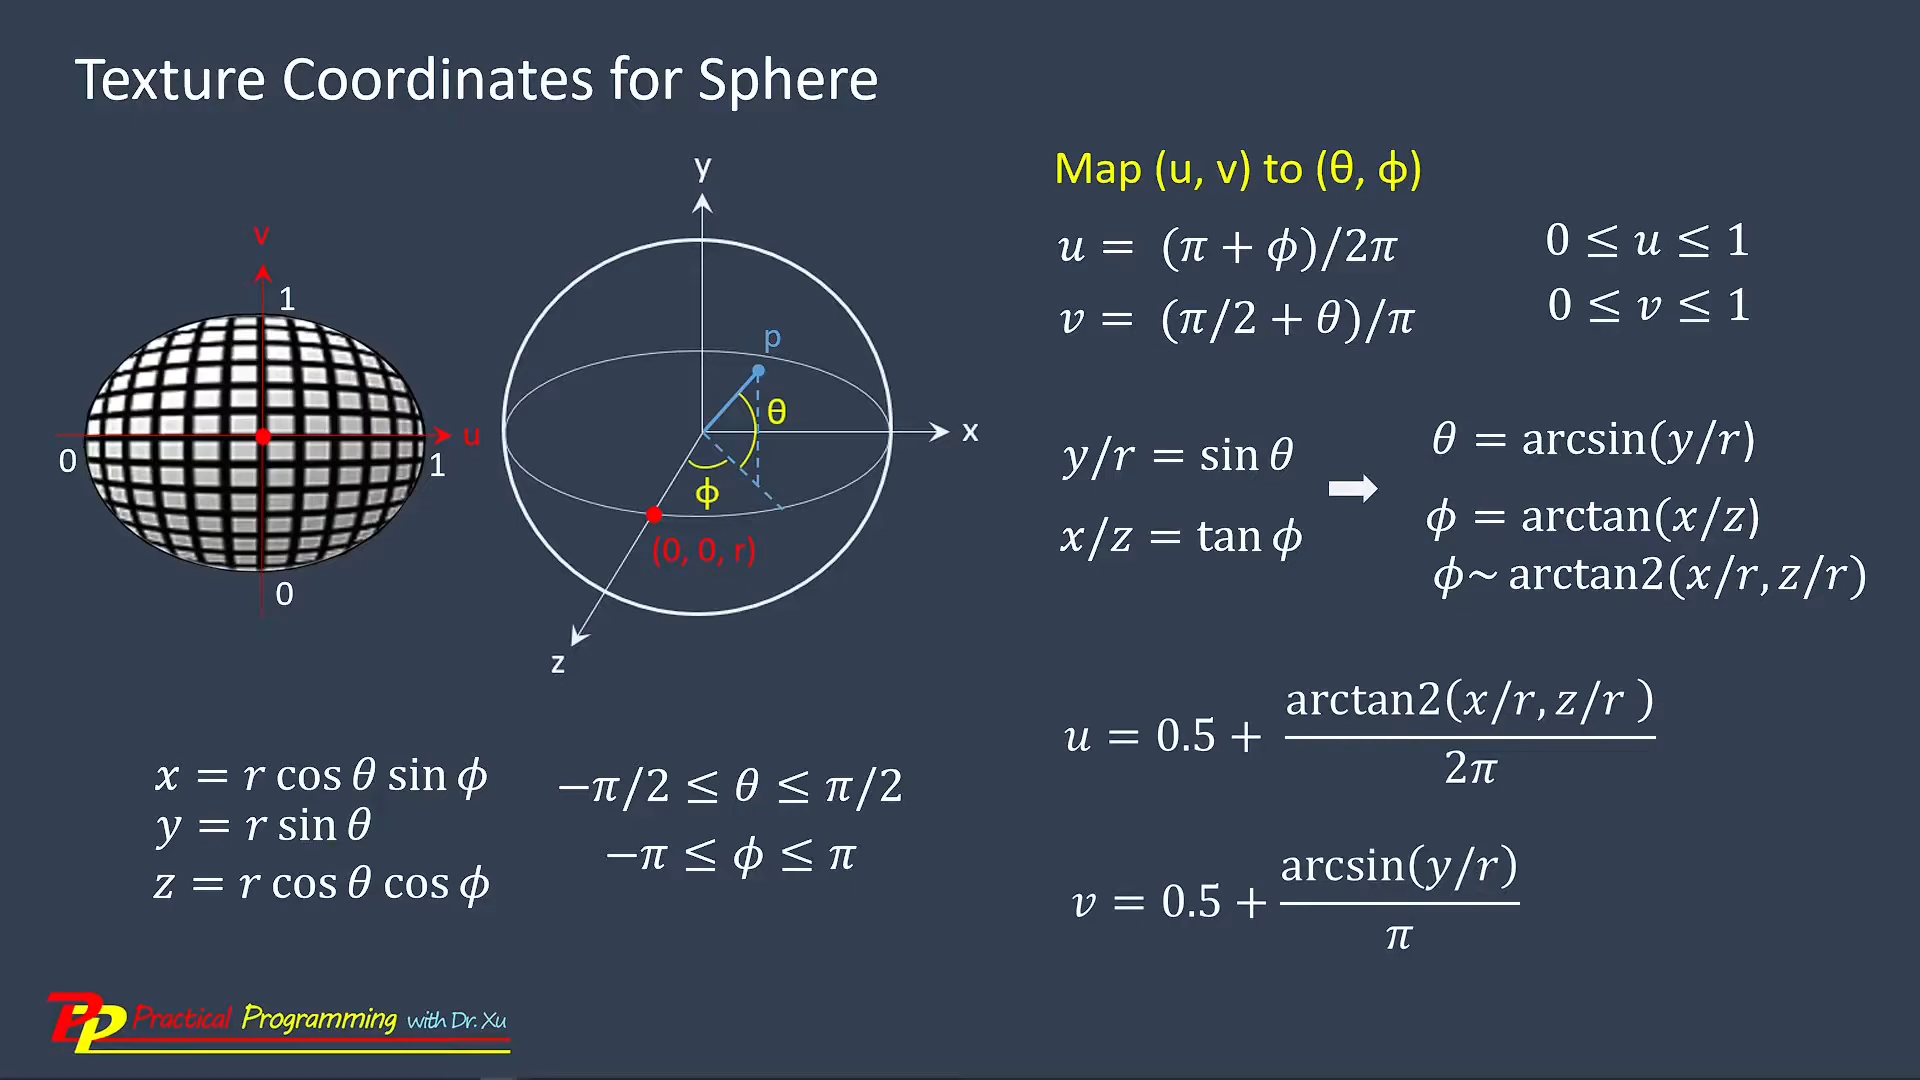 Texture Coordinates for Sphere
v
1
0
u
1
0
y
p
θ
x
ϕ
(0, 0, r)
z
x = r cos θ sin ϕ
y = r sin θ
z = r cos θ cos ϕ
−π/2 ≤ θ ≤ π/2
−π ≤ ϕ ≤ π
Map (u, v) to (θ, ϕ)
u = (π + ϕ)/2π
0 ≤ u ≤ 1
v = (π/2 + θ)/π
0 ≤ v ≤ 1
y/r = sin θ
x/z = tan ϕ
θ = arcsin(y/r)
ϕ = arctan(x/z)
ϕ~ arctan2(x/r, z/r)
u = 0.5 + arctan2(x/r, z/r ) / 2π
v = 0.5 + arcsin(y/r) / π
PP Practical Programming with Dr. Xu